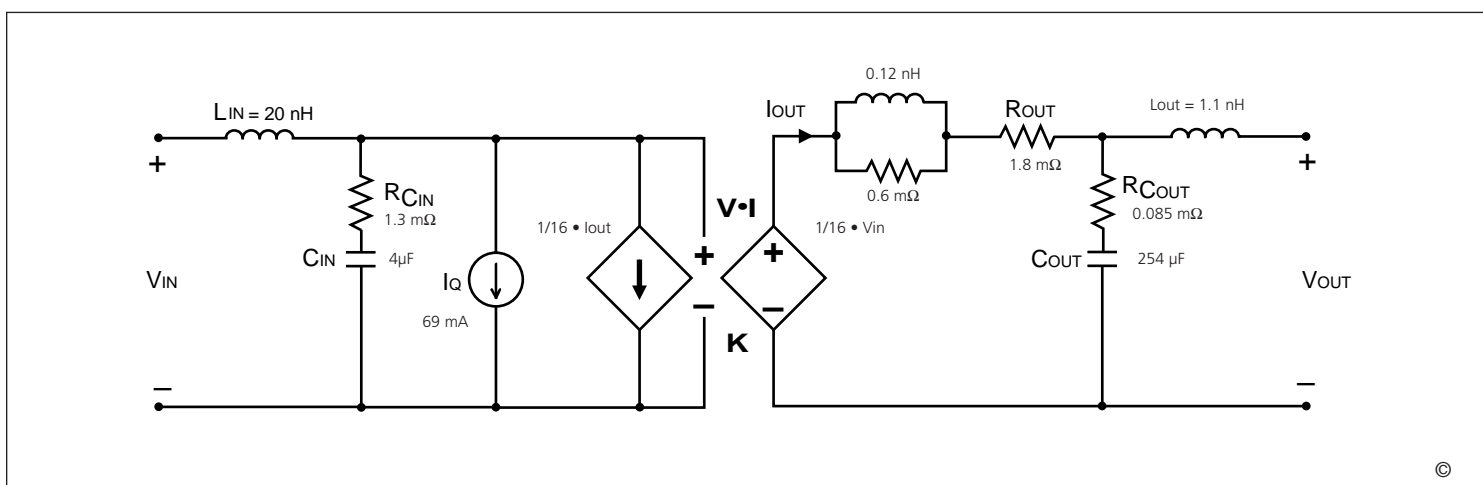 0.12 nH
LIN = 20 nH
IOUT
ROUT
Lout = 1.1 nH
+
+
1.8 mΩ
RCIN
1.3 mΩ
0.6 mΩ
RCOUT
0.085 mΩ
V•I
1/16 • Iout
1/16 • Vin
+
+
CIN
4µF
COUT
254 µF
VIN
IQ
VOUT
–
–
69 mA
K
–
–
©